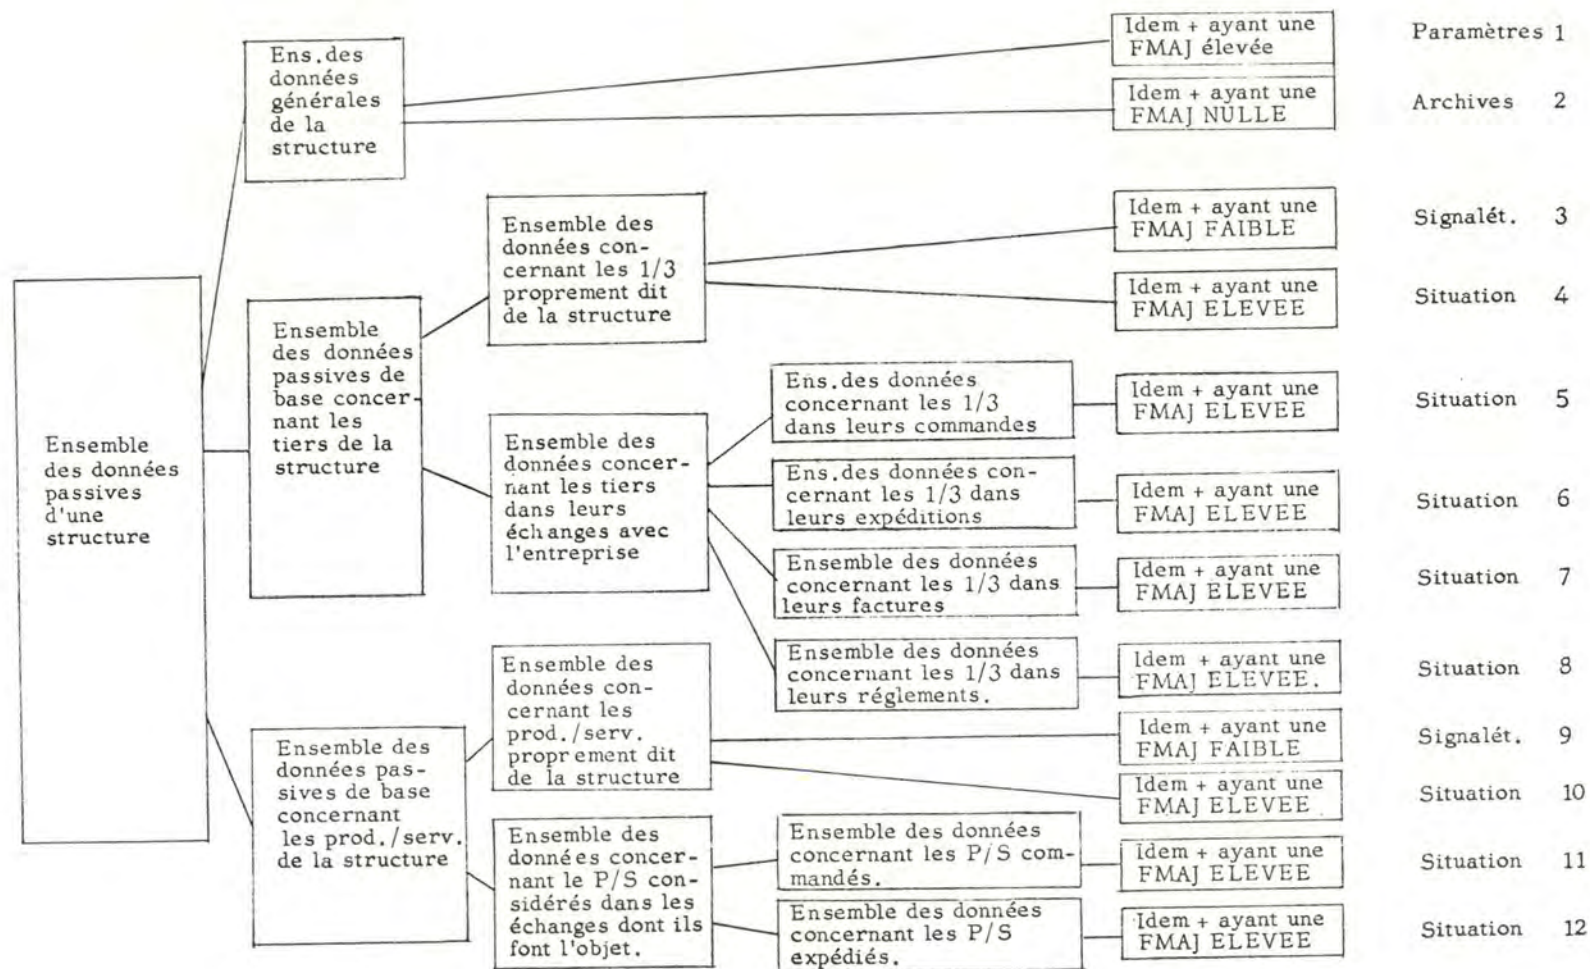 Ensemble
des données
passives
d'une
structure
Ens.des
données
générales
de la
structure
Idem + ayant une
FMAJ élevée
Paramètres 1
Idem + ayant une
FMAJ NULLE
Archives 2
Ensemble
des données
passives de
base concer-
nant les
tiers de la
structure
Ensemble des
données con-
cernant les 1/3
proprement dit
de la structure
Idem + ayant une
FMAJ FAIBLE
Signalét. 3
Idem + ayant une
FMAJ ELEVEE
Situation 4
Ensemble des
données concer-
nant les tiers
dans leurs
échanges avec
l'entreprise
Ens.des données
concernant les 1/3
dans leurs commandes
Idem + ayant une
FMAJ ELEVEE
Situation 5
Ens.des données con-
cernant les 1/3 dans
leurs expéditions
Idem + ayant une
FMAJ ELEVEE
Situation 6
Ensemble des données
concernant les 1/3 dans
leurs factures
Idem + ayant une
FMAJ ELEVEE
Situation 7
Ensemble des données
concernant les 1/3 dans
leurs réglements.
Idem + ayant une
FMAJ ELEVEE.
Situation 8
Ensemble des
données pas-
sives de base
concernant
les prod./serv.
de la structure
Ensemble des
données con-
cernant les
prod./serv.
proprement dit
de la structure
Idem + ayant une
FMAJ FAIBLE
Signalét. 9
Idem + ayant une
FMAJ ELEVEE
Situation 10
Ensemble des
données concer-
nant le P/S con-
sidérés dans les
échanges dont ils
font l'objet.
Ensemble des données
concernant les P/S com-
mandés.
Idem + ayant une
FMAJ ELEVEE
Situation 11
Ensemble des données
concernant les P/S
expédiés.
Idem + ayant une
FMAJ ELEVEE
Situation 12